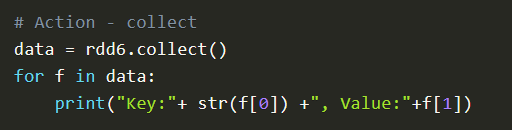 # Action - collect
data = rdd6.collect()
for f in data:
    print("Key:"+ str(f[0]) +", Value:"+f[1])